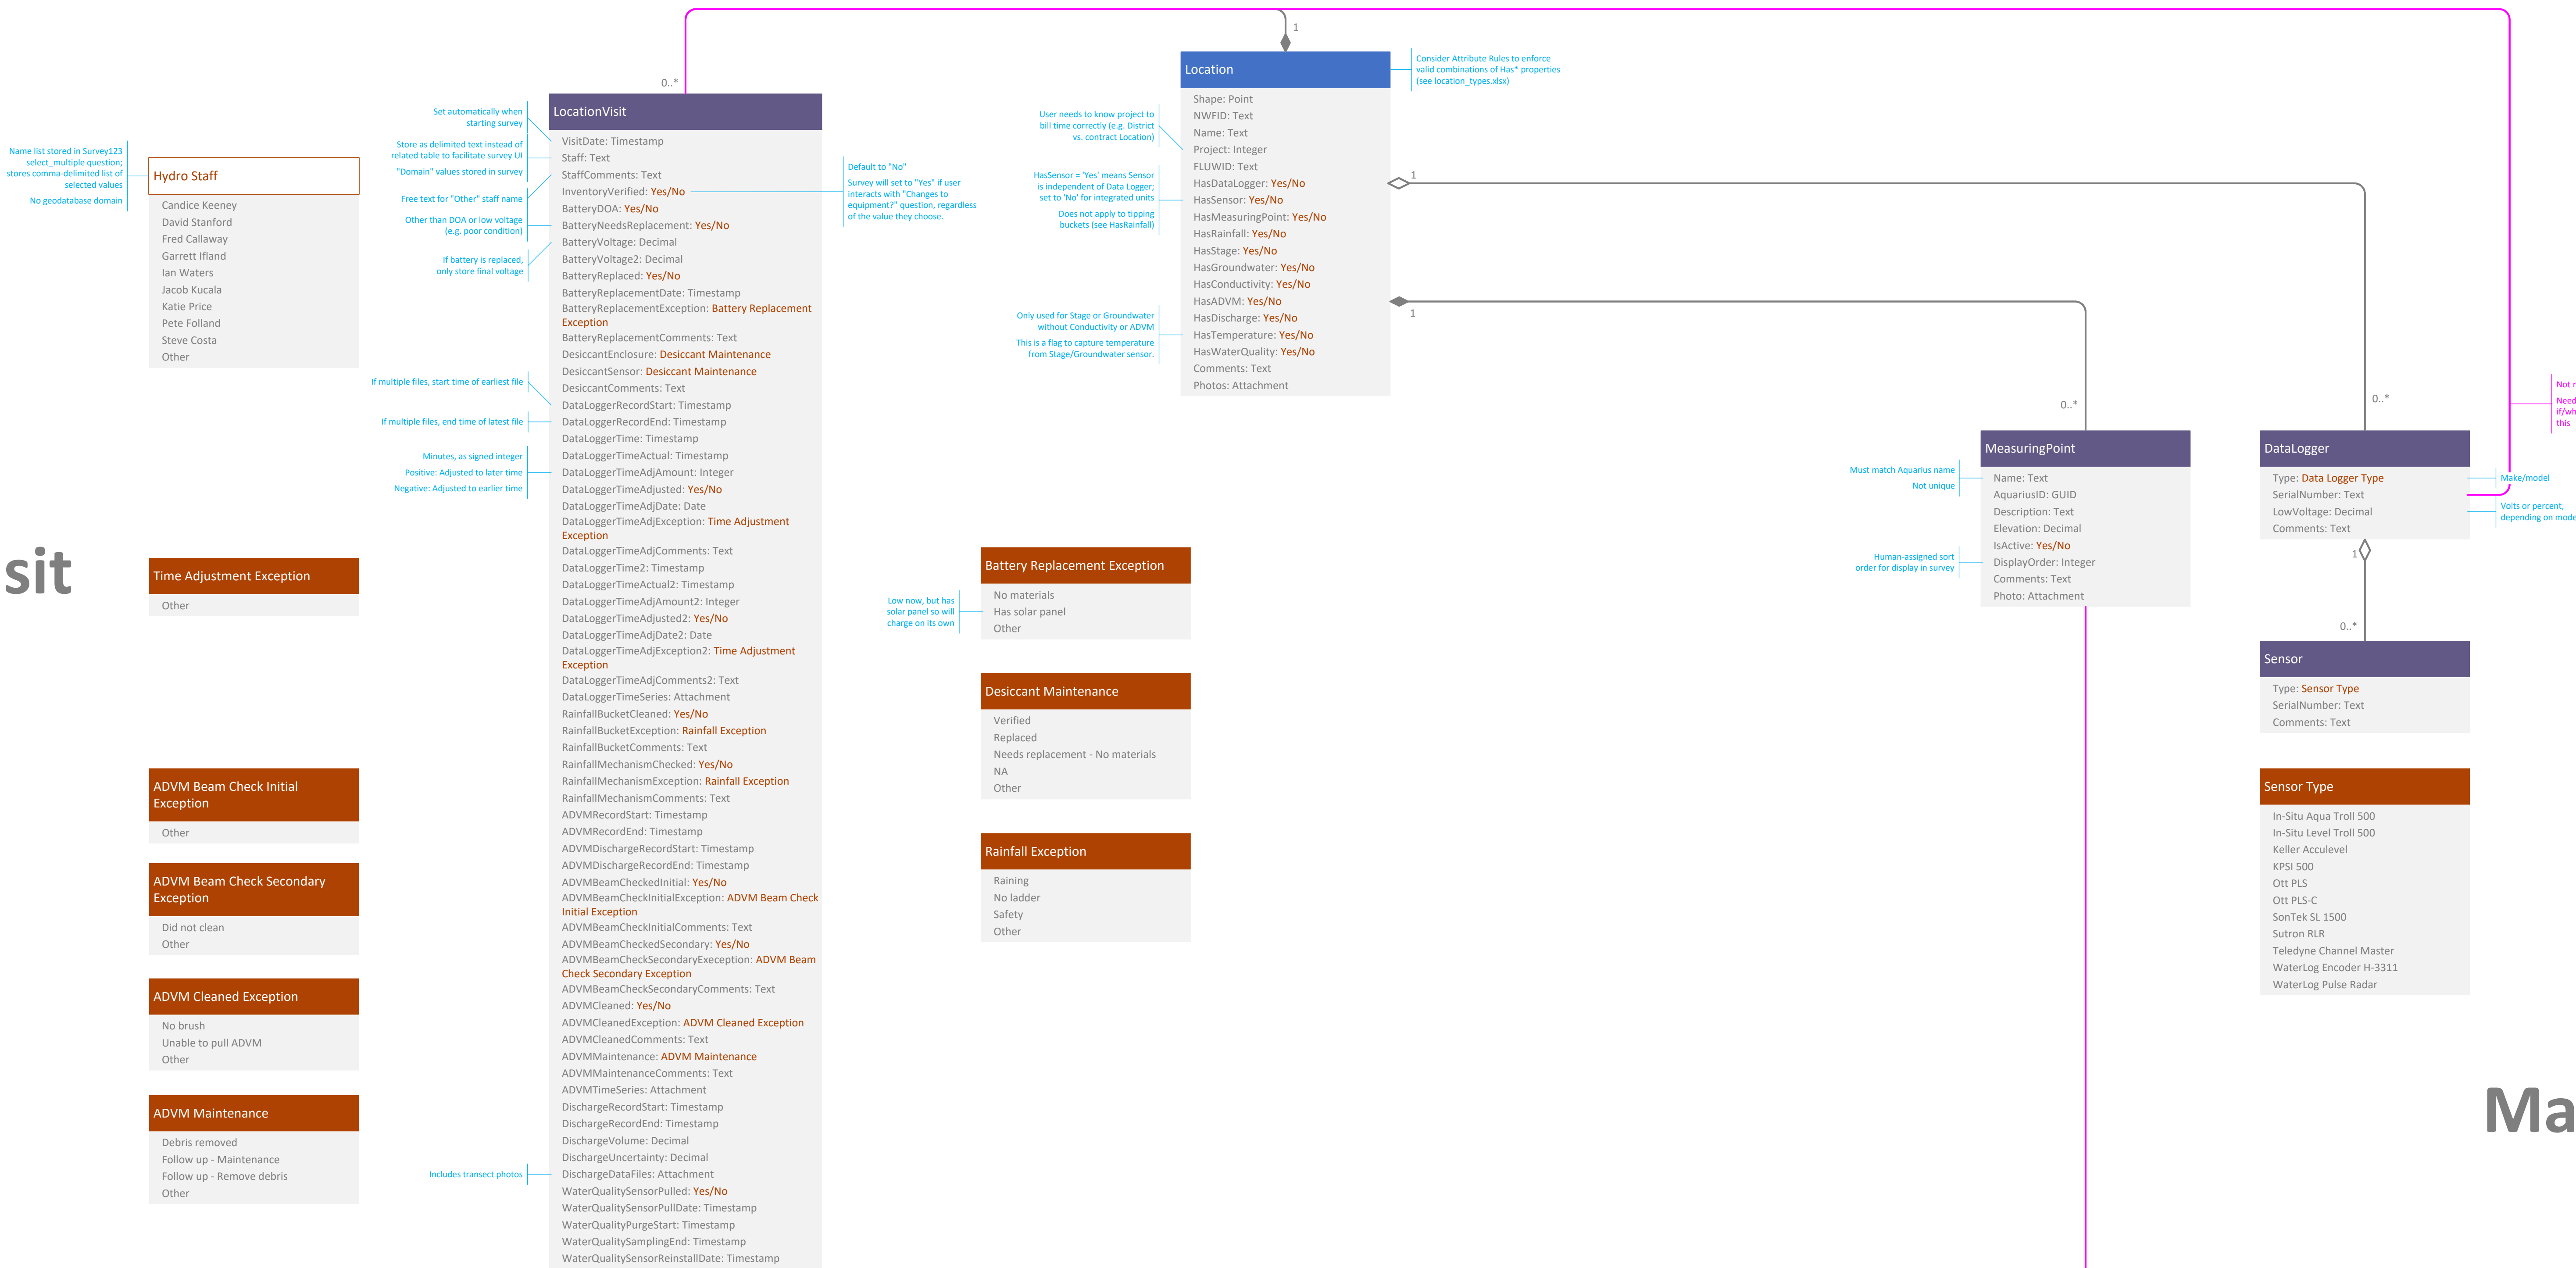 sit
Name list stored in Survey123
select_multiple question;
stores comma-delimited list of
selected values
No geodatabase domain
Hydro Staff
Candice Keeney
David Stanford
Fred Callaway
Garrett Ifland
Ian Waters
Jacob Kucala
Katie Price
Pete Folland
Steve Costa
Other
Time Adjustment Exception
Other
ADVM Beam Check Initial
Exception
Other
ADVM Beam Check Secondary
Exception
Did not clean
Other
ADVM Cleaned Exception
No brush
Unable to pull ADVM
Other
ADVM Maintenance
Debris removed
Follow up - Maintenance
Follow up - Remove debris
Other
Set automatically when
starting survey
Store as delimited text instead of
related table to facilitate survey UI
"Domain" values stored in survey
Free text for "Other" staff name
Other than DOA or low voltage
(e.g. poor condition)
If battery is replaced,
only store final voltage
If multiple files, start time of earliest file
If multiple files, end time of latest file
Minutes, as signed integer
Positive: Adjusted to later time
Negative: Adjusted to earlier time
Includes transect photos
0..*
LocationVisit
VisitDate: Timestamp
Staff: Text
StaffComments: Text
InventoryVerified: Yes/No
BatteryDOA: Yes/No
BatteryNeedsReplacement: Yes/No
BatteryVoltage: Decimal
BatteryVoltage2: Decimal
BatteryReplaced: Yes/No
BatteryReplacementDate: Timestamp
BatteryReplacementException: Battery Replacement
Exception
BatteryReplacementComments: Text
DesiccantEnclosure: Desiccant Maintenance
DesiccantSensor: Desiccant Maintenance
DesiccantComments: Text
DataLoggerRecordStart: Timestamp
DataLoggerRecordEnd: Timestamp
DataLoggerTime: Timestamp
DataLoggerTimeActual: Timestamp
DataLoggerTimeAdjAmount: Integer
DataLoggerTimeAdjusted: Yes/No
DataLoggerTimeAdjDate: Date
DataLoggerTimeAdjException: Time Adjustment
Exception
DataLoggerTimeAdjComments: Text
DataLoggerTime2: Timestamp
DataLoggerTimeActual2: Timestamp
DataLoggerTimeAdjAmount2: Integer
DataLoggerTimeAdjusted2: Yes/No
DataLoggerTimeAdjDate2: Date
DataLoggerTimeAdjException2: Time Adjustment
Exception
DataLoggerTimeAdjComments2: Text
DataLoggerTimeSeries: Attachment
RainfallBucketCleaned: Yes/No
RainfallBucketException: Rainfall Exception
RainfallBucketComments: Text
RainfallMechanismChecked: Yes/No
RainfallMechanismException: Rainfall Exception
RainfallMechanismComments: Text
ADVMRecordStart: Timestamp
ADVMRecordEnd: Timestamp
ADVMDischargeRecordStart: Timestamp
ADVMDischargeRecordEnd: Timestamp
ADVMBeamCheckedInitial: Yes/No
ADVMBeamCheckInitialException: ADVM Beam Check
Initial Exception
ADVMBeamCheckInitialComments: Text
ADVMBeamCheckedSecondary: Yes/No
ADVMBeamCheckSecondaryExeception: ADVM Beam
Check Secondary Exception
ADVMBeamCheckSecondaryComments: Text
ADVMCleaned: Yes/No
ADVMCleanedException: ADVM Cleaned Exception
ADVMCleanedComments: Text
ADVMMaintenance: ADVM Maintenance
ADVMMaintenanceComments: Text
ADVMTimeSeries: Attachment
DischargeRecordStart: Timestamp
DischargeRecordEnd: Timestamp
DischargeVolume: Decimal
DischargeUncertainty: Decimal
DischargeDataFiles: Attachment
WaterQualitySensorPulled: Yes/No
WaterQualitySensorPullDate: Timestamp
WaterQualityPurgeStart: Timestamp
WaterQualitySamplingEnd: Timestamp
WaterQualitySensorReinstallDate: Timestamp
Default to "No"
Survey will set to "Yes" if user
interacts with "Changes to
equipment?" question, regardless
of the value they choose.
Low now, but has
solar panel so will
charge on its own
Battery Replacement Exception
No materials
Has solar panel
Other
Desiccant Maintenance
Verified
Replaced
Needs replacement - No materials
NA
Other
Rainfall Exception
Raining
No ladder
Safety
Other
User needs to know project to
bill time correctly (e.g. District
vs. contract Location)
HasSensor = 'Yes' means Sensor
is independent of Data Logger;
set to 'No' for integrated units
Does not apply to tipping
buckets (see HasRainfall)
Only used for Stage or Groundwater
without Conductivity or ADVM
This is a flag to capture temperature
from Stage/Groundwater sensor.
1
Location
Shape: Point
NWFID: Text
Name: Text
Project: Integer
FLUWID: Text
HasDataLogger: Yes/No
HasSensor: Yes/No
HasMeasuringPoint: Yes/No
HasRainfall: Yes/No
HasStage: Yes/No
HasGroundwater: Yes/No
HasConductivity: Yes/No
HasADVM: Yes/No
HasDischarge: Yes/No
HasTemperature: Yes/No
HasWaterQuality: Yes/No
Comments: Text
Photos: Attachment
Consider Attribute Rules to enforce
valid combinations of Has* properties
(see location_types.xlsx)
1
1
Must match Aquarius name
Not unique
Human-assigned sort
order for display in survey
0..*
MeasuringPoint
Name: Text
AquariusID: GUID
Description: Text
Elevation: Decimal
IsActive: Yes/No
DisplayOrder: Integer
Comments: Text
Photo: Attachment
0..*
DataLogger
Type: Data Logger Type
SerialNumber: Text
LowVoltage: Decimal
Comments: Text
Make/model
Volts or percent,
depending on mode
Not
Need
if/wh
this
1
0..*
Sensor
Type: Sensor Type
SerialNumber: Text
Comments: Text
Sensor Type
In-Situ Aqua Troll 500
In-Situ Level Troll 500
Keller Acculevel
KPSI 500
Ott PLS
Ott PLS-C
SonTek SL 1500
Sutron RLR
Teledyne Channel Master
WaterLog Encoder H-3311
WaterLog Pulse Radar
Ma